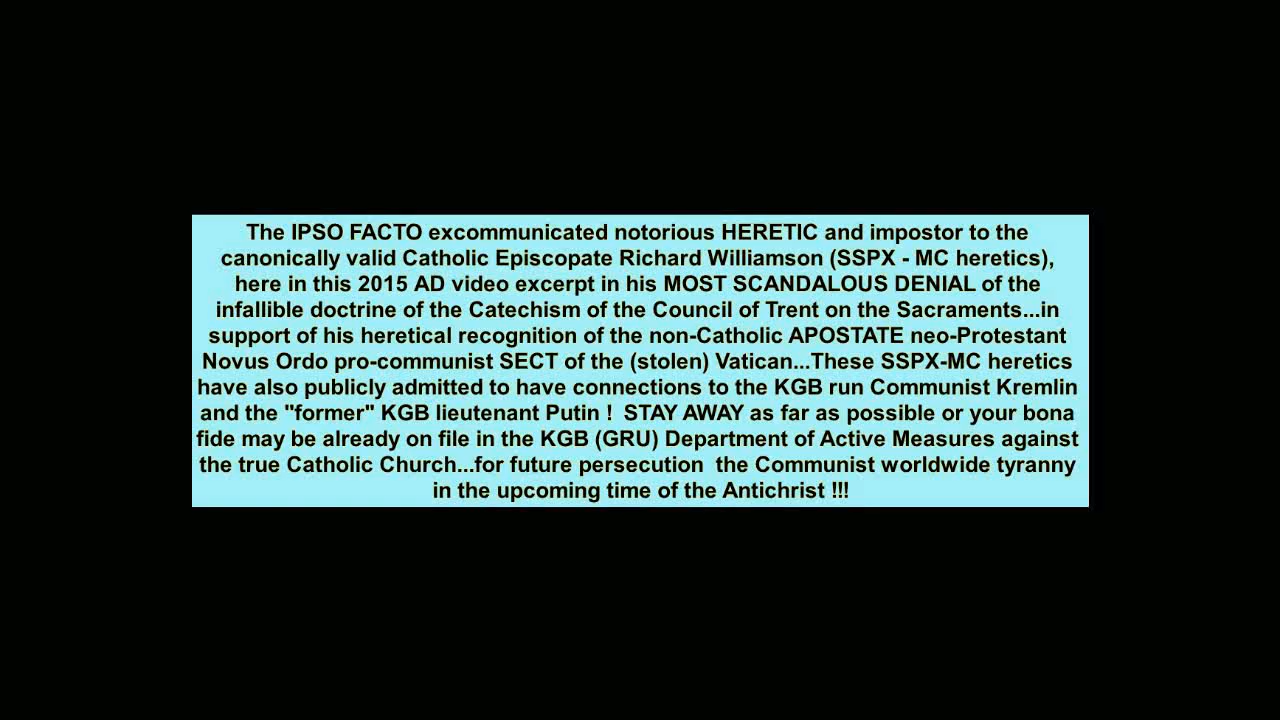 The IPSO FACTO excommunicated notorious HERETIC and impostor to the
canonically valid Catholic Episcopate Richard Williamson (SSPX - MC heretics),
here in this 2015 AD video excerpt in his MOST SCANDALOUS DENIAL of the
infallible doctrine of the Catechism of the Council of Trent on the Sacraments...in
support of his heretical recognition of the non-Catholic APOSTATE neo-Protestant
Novus Ordo pro-communist SECT of the (stolen) Vatican...These SSPX-MC heretics
have also publicly admitted to have connections to the KGB run Communist Kremlin
and the "former" KGB lieutenant Putin !  STAY AWAY as far as possible or your bona
fide may be already on file in the KGB (GRU) Department of Active Measures against
the true Catholic Church...for future persecution  the Communist worldwide tyranny
in the upcoming time of the Antichrist !!!